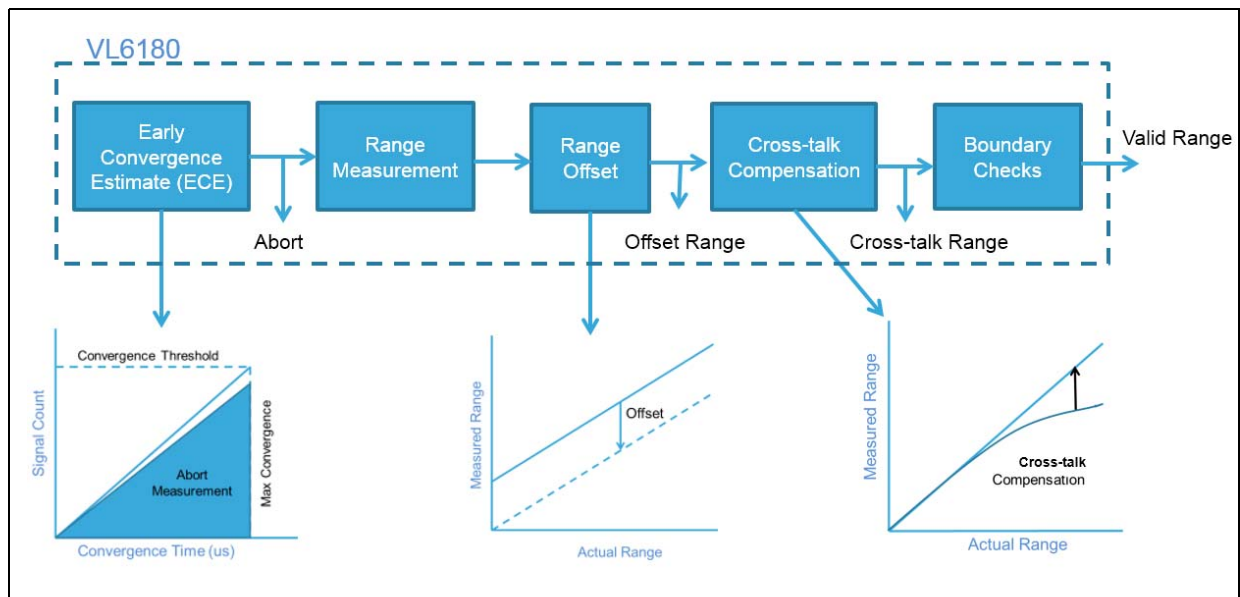 VL6180
Early
Convergence
Estimate (ECE)
Range
Measurement
Range
Offset
Cross-talk
Compensation
Boundary
Checks
Valid Range
Abort
Offset Range
Cross-talk Range
Convergence Threshold
Signal Count
Abort
Measurement
Max Convergence
Convergence Time (us)
Measured Range
Offset
Actual Range
Measured Range
Cross-talk
Compensation
Actual Range